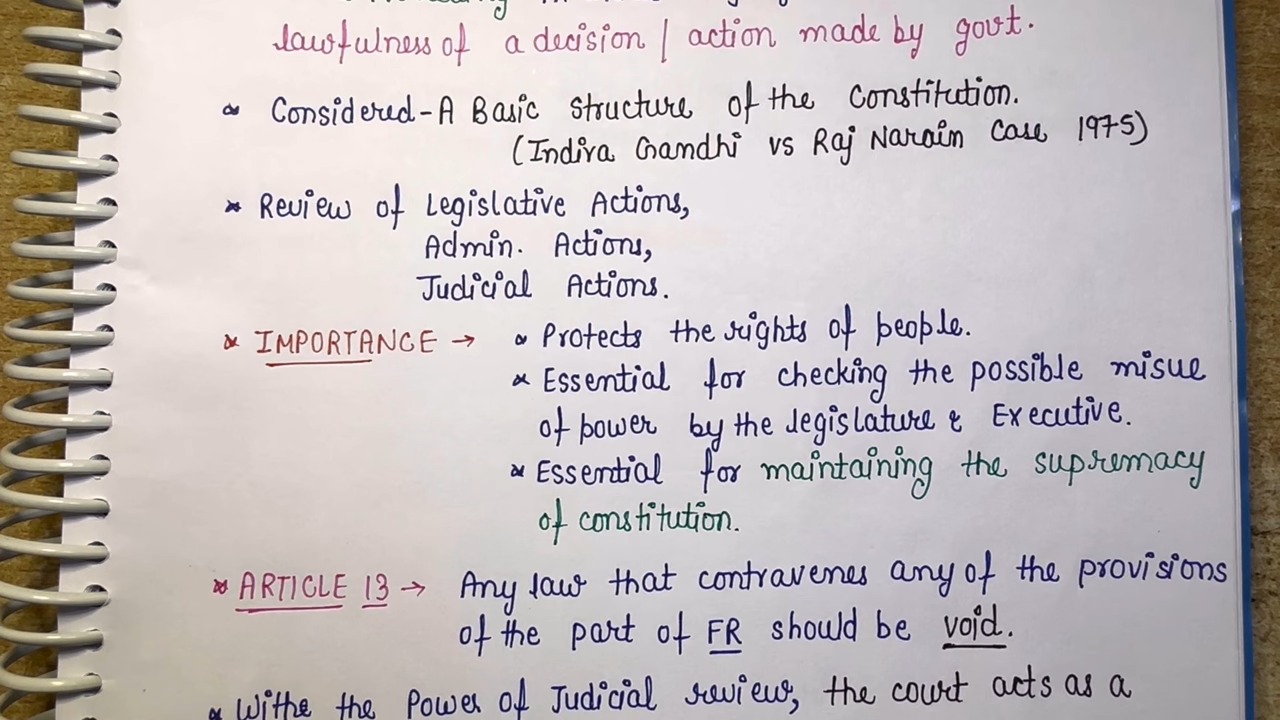 lawfulness of a decision / action made by govt.
* Considered - A Basic structure of the Constitution.
(Indira Gandhi vs Raj Narain Case 1975)
* Review of Legislative Actions,
Admin. Actions,
Judicial Actions.
* IMPORTANCE → * Protects the rights of people.
* Essential for checking the possible misue
of power by the legislature & Executive.
* Essential for maintaining the supremacy
of constitution.
* ARTICLE 13 → Any law that contravenes any of the provisions
of the part of FR should be void.
* Withe the Power of Judicial review, the court acts as a